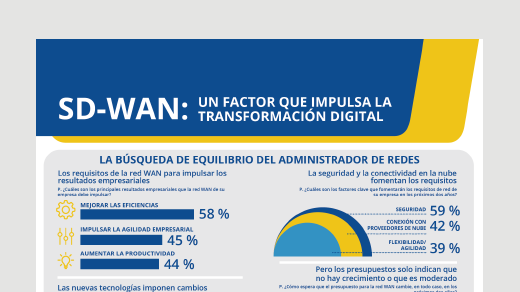 SD-WAN: UN FACTOR QUE IMPULSA LA
TRANSFORMACIÓN DIGITAL
LA BÚSQUEDA DE EQUILIBRIO DEL ADMINISTRADOR DE REDES
Los requisitos de la red WAN para impulsar los
resultados empresariales
P. ¿Cuáles son los principales resultados empresariales que la red WAN de su
empresa debe impulsar?
MEJORAR LAS EFICIENCIAS
58 %
IMPULSAR LA AGILIDAD EMPRESARIAL
45 %
AUMENTAR LA PRODUCTIVIDAD
44 %
Las nuevas tecnologías imponen cambios
La seguridad y la conectividad en la nube
fomentan los requisitos
P. ¿Cuáles son los factores clave que fomentarán los requisitos de red de
su empresa en los próximos dos años?
SEGURIDAD 59 %
CONEXIÓN CON
PROVEEDORES DE NUBE 42 %
FLEXIBILIDAD/
AGILIDAD 39 %
Pero los presupuestos solo indican que
no hay crecimiento o que es moderado
P. ¿Cómo espera que el presupuesto para la red WAN cambie, en todo caso, en los